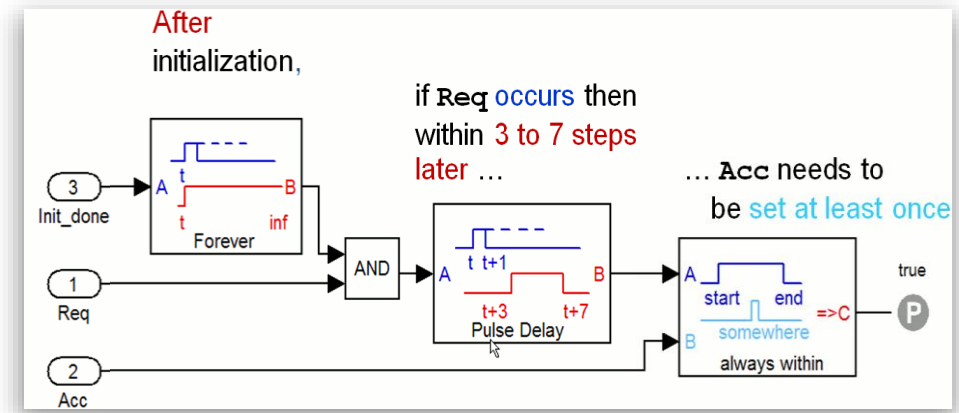 After
initialization,
if Req occurs then
within 3 to 7 steps
later ...
... Acc needs to
be set at least once
3
Init_done
A
t
B
t
inf
Forever
1
Req
AND
A
t t+1
B
t+3
t+7
Pulse Delay
2
Acc
A
start
end
=>C
B
somewhere
always within
true
P